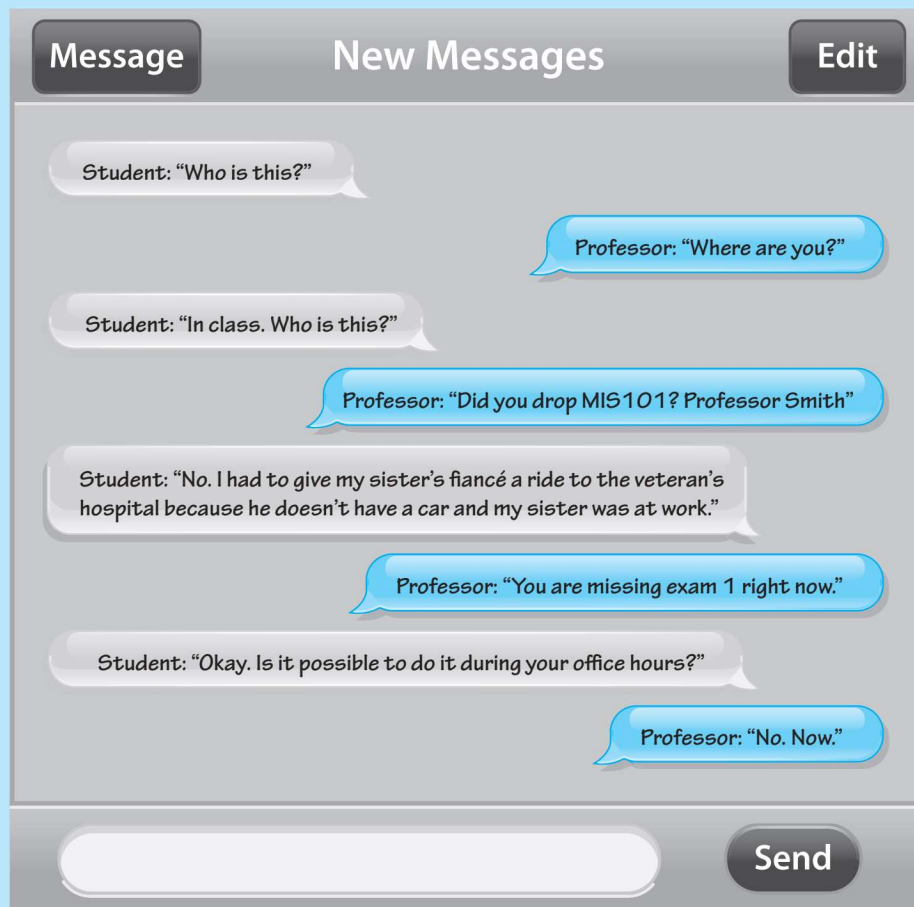 Message
New Messages
Edit
Student: “Who is this?”
Professor: “Where are you?”
Student: “In class. Who is this?”
Professor: “Did you drop MIS101? Professor Smith”
Student: “No. I had to give my sister’s fiancé a ride to the veteran’s
hospital because he doesn’t have a car and my sister was at work.”
Professor: “You are missing exam 1 right now.”
Student: “Okay. Is it possible to do it during your office hours?”
Professor: “No. Now.”
Send